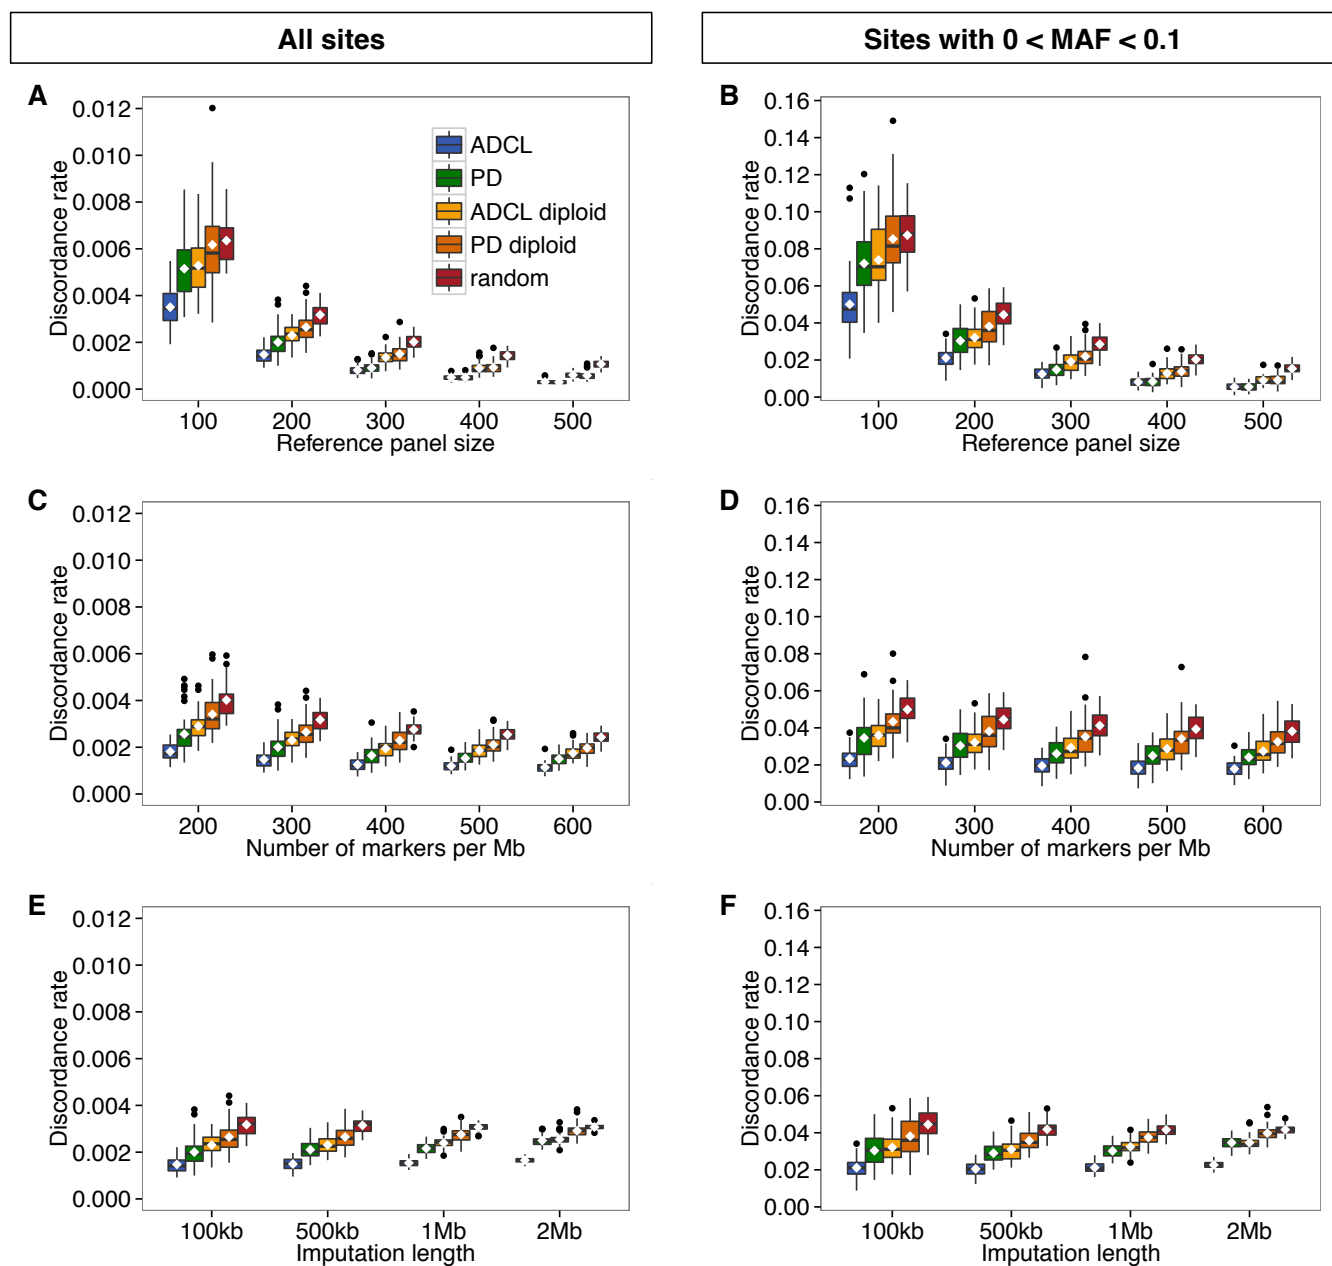 All sites
Sites with 0 < MAF < 0.1
A
0.012
0.010
0.008
0.006
0.004
0.002
0.000
Discordance rate
ADCL
PD
ADCL diploid
PD diploid
random
100 200 300 400 500
Reference panel size
B
0.16
0.14
0.12
0.10
0.08
0.06
0.04
0.02
0.00
Discordance rate
100 200 300 400 500
Reference panel size
C
0.012
0.010
0.008
0.006
0.004
0.002
0.000
Discordance rate
200 300 400 500 600
Number of markers per Mb
D
0.16
0.14
0.12
0.10
0.08
0.06
0.04
0.02
0.00
Discordance rate
200 300 400 500 600
Number of markers per Mb
E
0.012
0.010
0.008
0.006
0.004
0.002
0.000
Discordance rate
100kb 500kb 1Mb 2Mb
Imputation length
F
0.16
0.14
0.12
0.10
0.08
0.06
0.04
0.02
0.00
Discordance rate
100kb 500kb 1Mb 2Mb
Imputation length